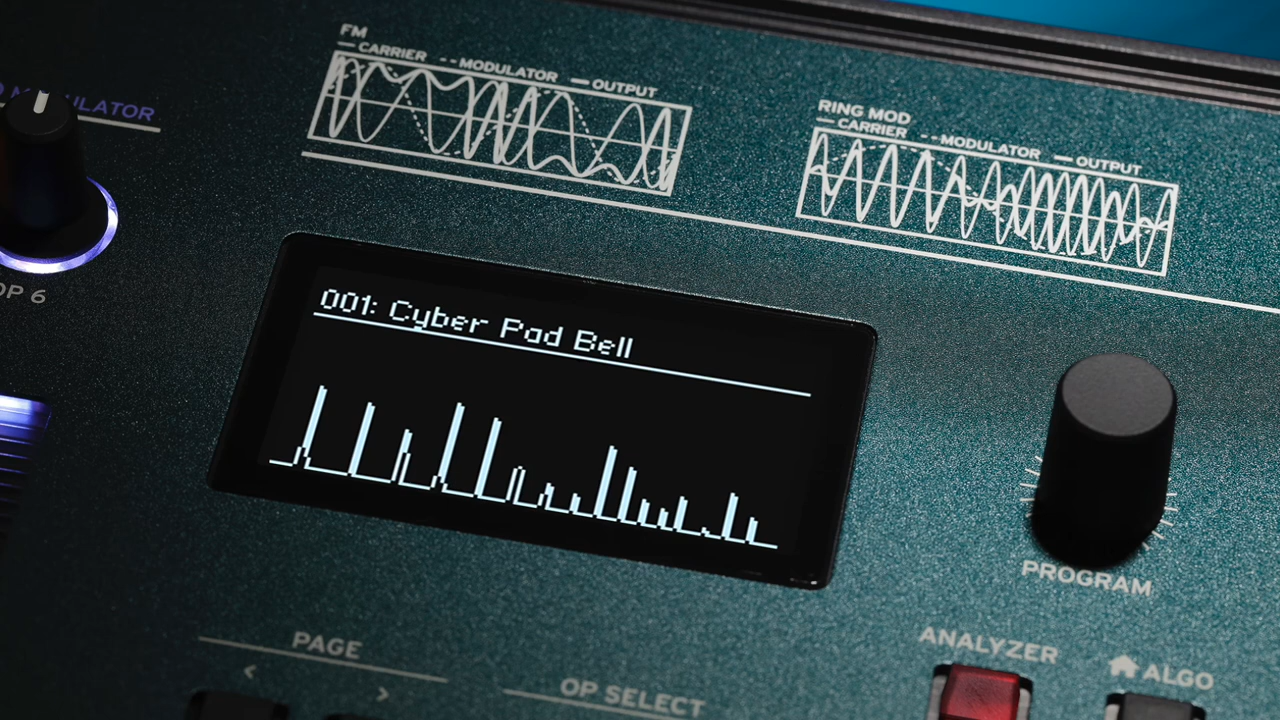 FM
CARRIER MODULATOR OUTPUT
RING MOD
CARRIER MODULATOR OUTPUT
OP 6
001: Cyber Pad Bell
PROGRAM
ANALYZER
ALGO
PAGE
< >
OP SELECT